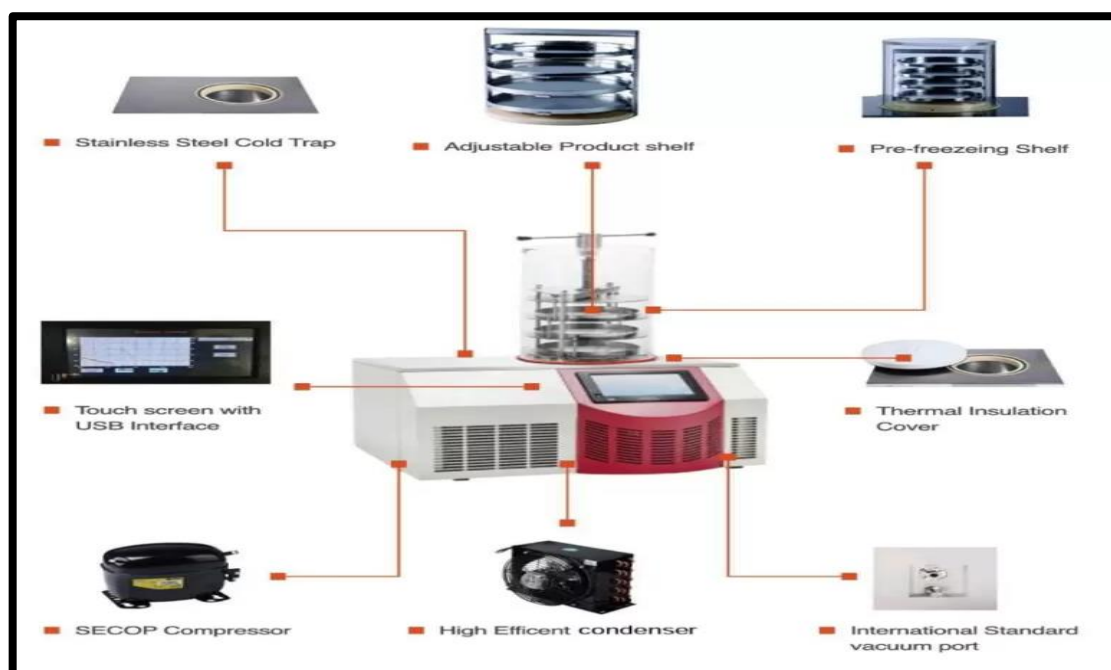 Stainless Steel Cold Trap
Adjustable Product shelf
Pre-freezeing Shelf
Touch screen with
USB Interface
Thermal Insulation
Cover
SECOP Compressor
High Efficent condenser
International Standard
vacuum port